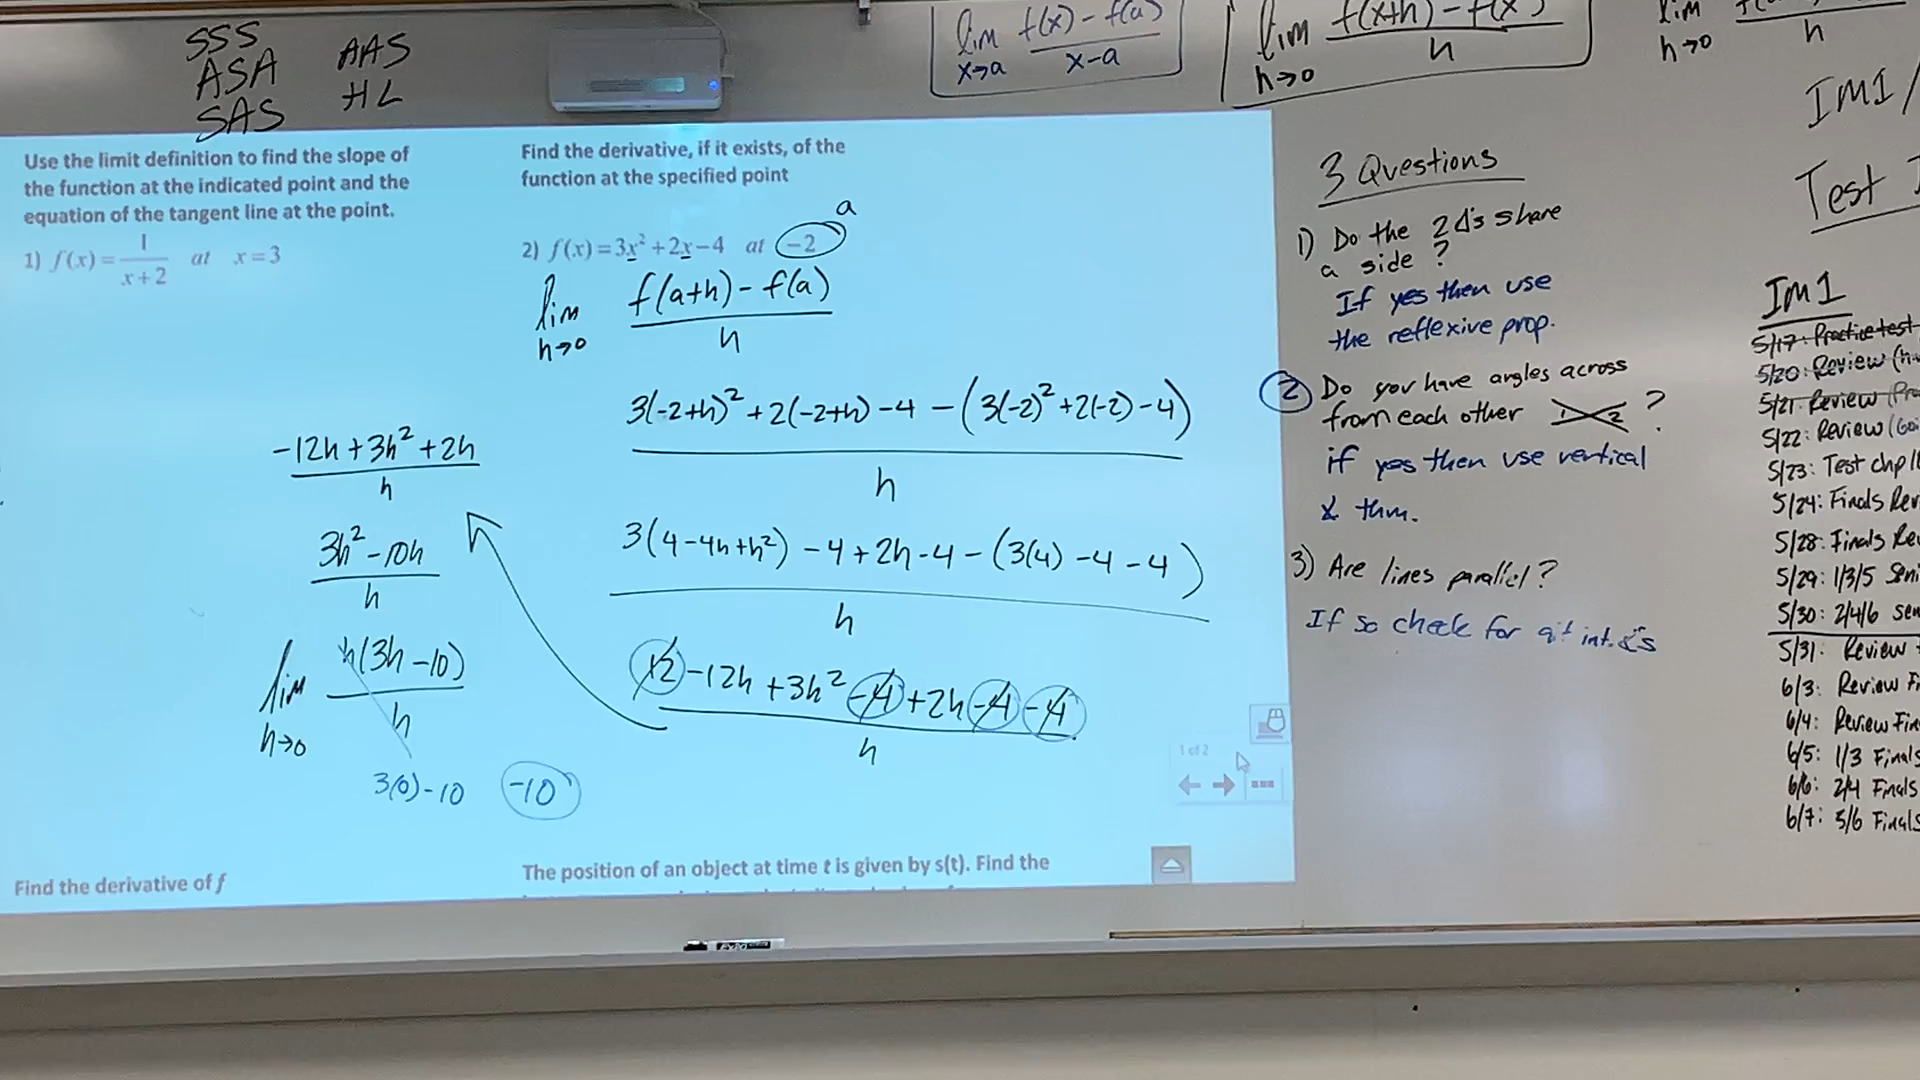 SSS
ASA
SAS
AAS
HL
lim f(x) - f(a)
x→a x-a
lim f(x+h) - f(x)
h→0 h
lim
h→0 h
IM1/
Test
Use the limit definition to find the slope of
the function at the indicated point and the
equation of the tangent line at the point.
1) f(x) = 1/(x+2) at x = 3
Find the derivative, if it exists, of the
function at the specified point
a
2) f(x) = 3x² + 2x - 4 at -2
lim f(a+h) - f(a)
h→0 h
3(-2+h)² + 2(-2+h) - 4 - (3(-2)² + 2(-2) - 4)
h
3(4-4h+h²) - 4 + 2h - 4 - (3(4) - 4 - 4)
h
12 - 12h + 3h² - 4 + 2h - 4 - 4
h
-12h + 3h² + 2h
h
3h² - 10h
h
lim h(3h - 10)
h→0 h
3(0) - 10 -10
1 of 2
Find the derivative of f
The position of an object at time t is given by s(t). Find the
3 Questions
1) Do the 2 Δ's share
a side ?
If yes then use
the reflexive prop.
2 Do you have angles across
from each other 1 2 ?
if yes then use vertical
∠ thm.
3) Are lines parallel?
If so check for alt int. ∠'s
IM1
5/17: Practice test
5/20: Review
5/21: Review
5/22: Review
5/23: Test chp
5/24: Finals Rev
5/28: Finals Re
5/29: 1/3/5 Seni
5/30: 2/4/6 Sen
5/31: Review
6/3: Review Fi
6/4: Review Fin
6/5: 1/3 Finals
6/6: 2/4 Finals
6/7: 5/6 Finals
EXPO